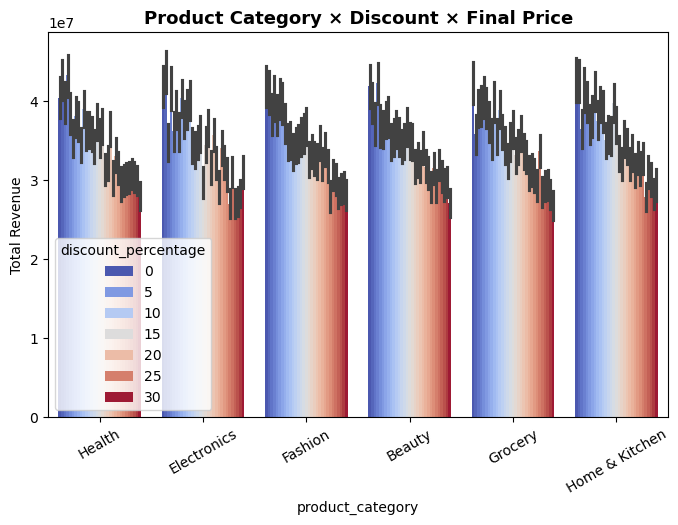 Product Category × Discount × Final Price
1e7
Total Revenue
4
3
2
1
0
discount_percentage
0
5
10
15
20
25
30
Health
Electronics
Fashion
Beauty
Grocery
Home & Kitchen
product_category